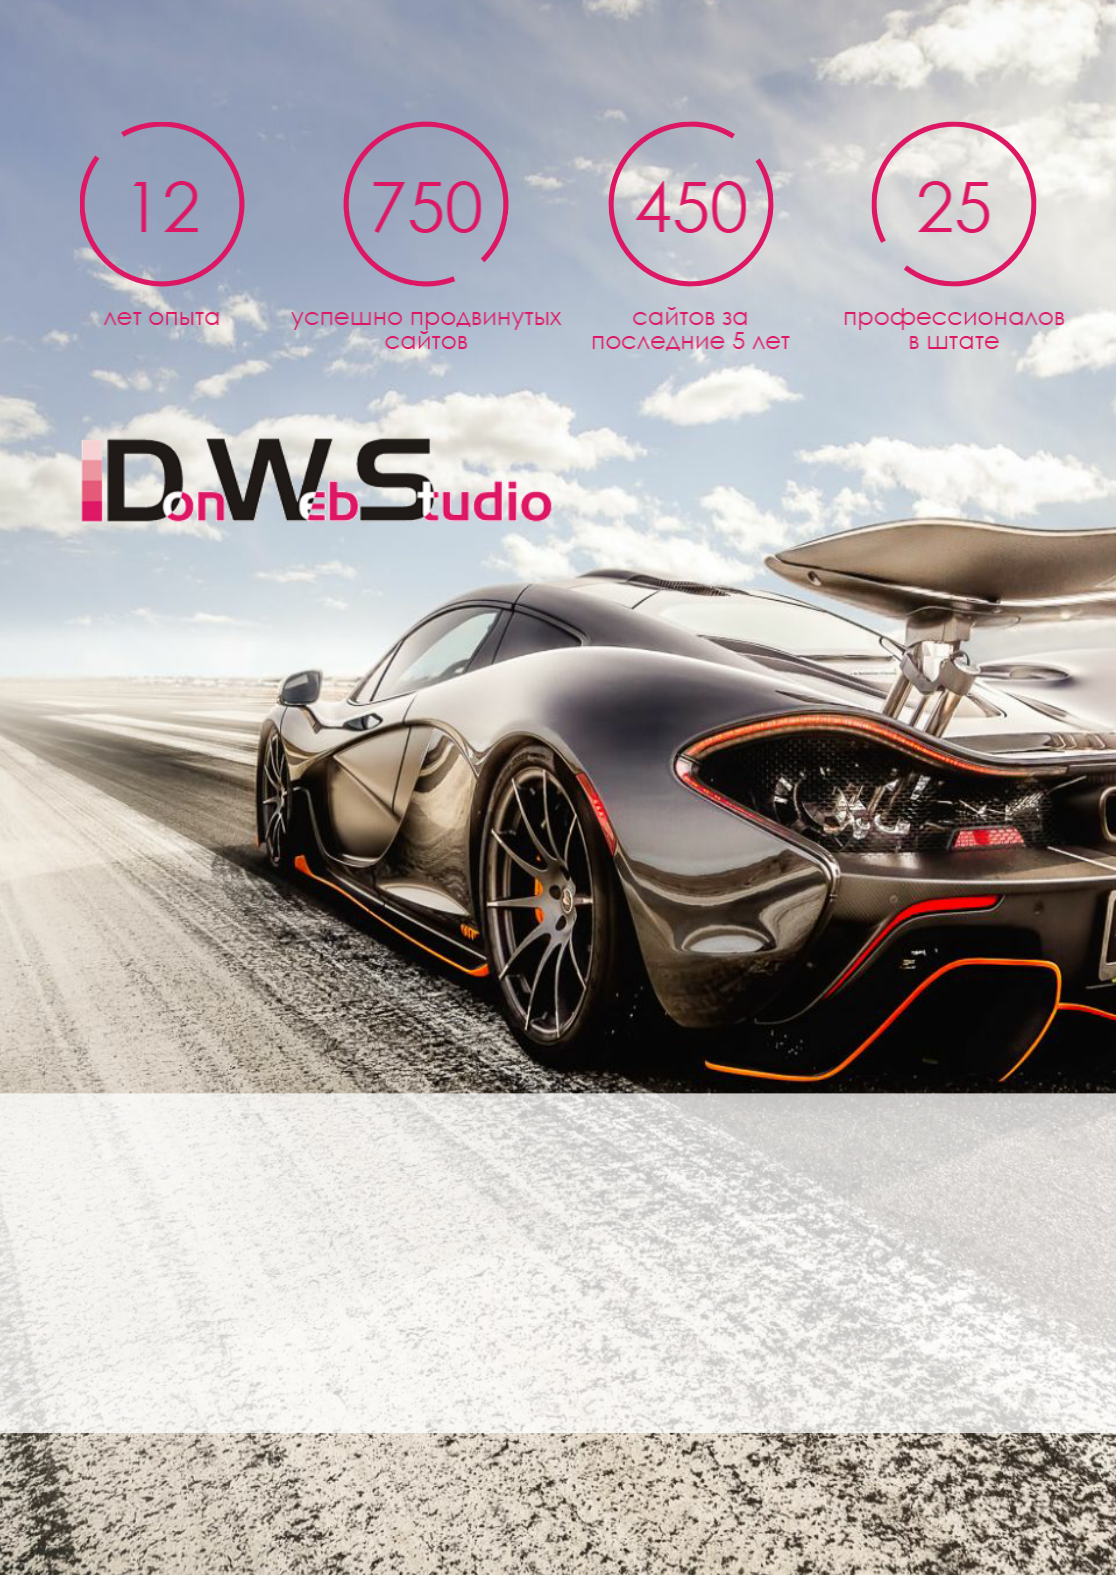 12
лет опыта
750
успешно продвинутых
сайтов
450
сайтов за
последние 5 лет
25
профессионалов
в штате
DonWebStudio